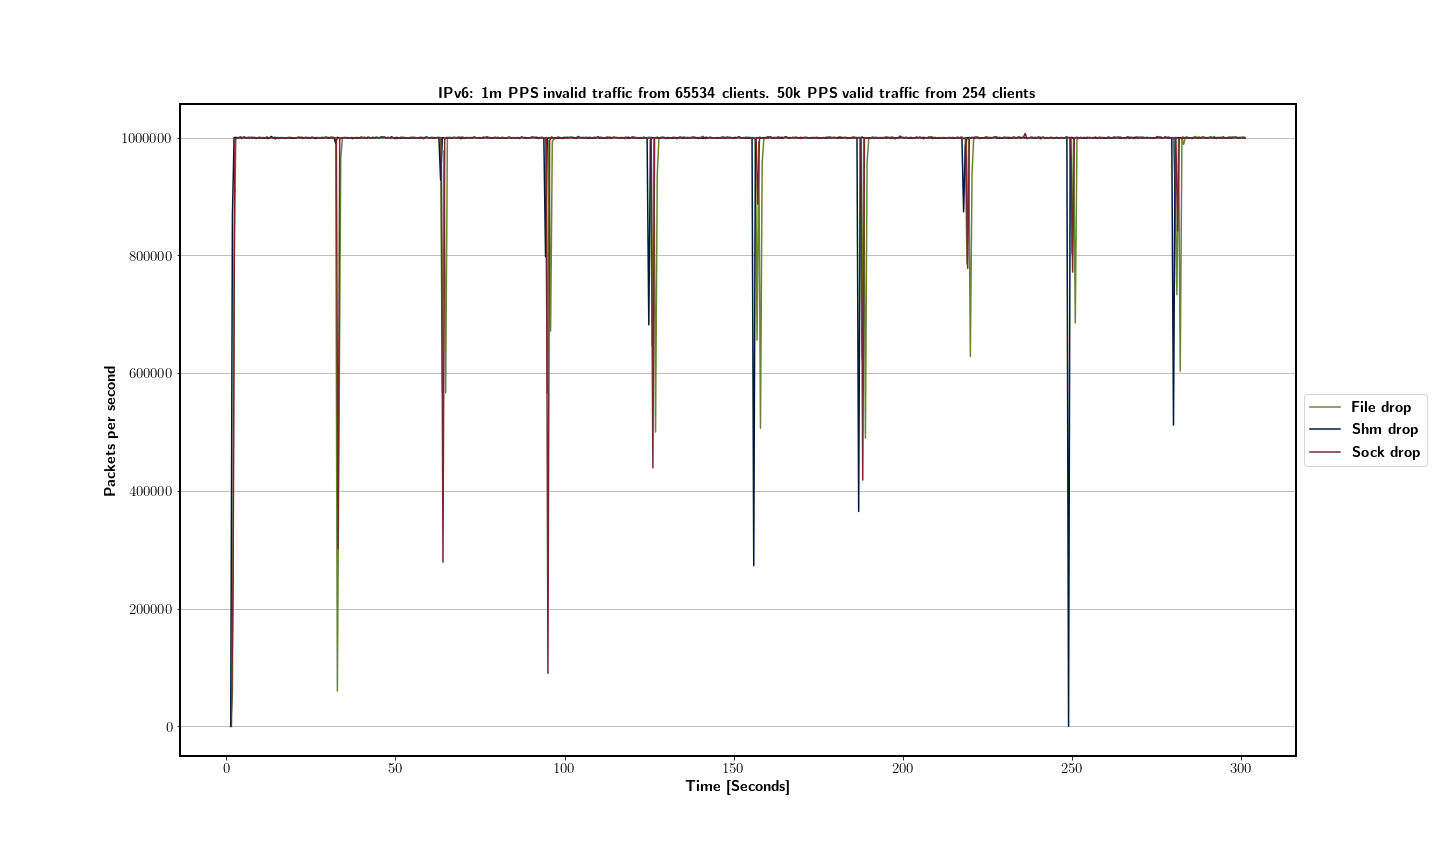 IPv6: 1m PPS invalid traffic from 65534 clients. 50k PPS valid traffic from 254 clients
1000000
800000
600000
400000
200000
0
Packets per second
File drop
Shm drop
Sock drop
0 50 100 150 200 250 300
Time [Seconds]